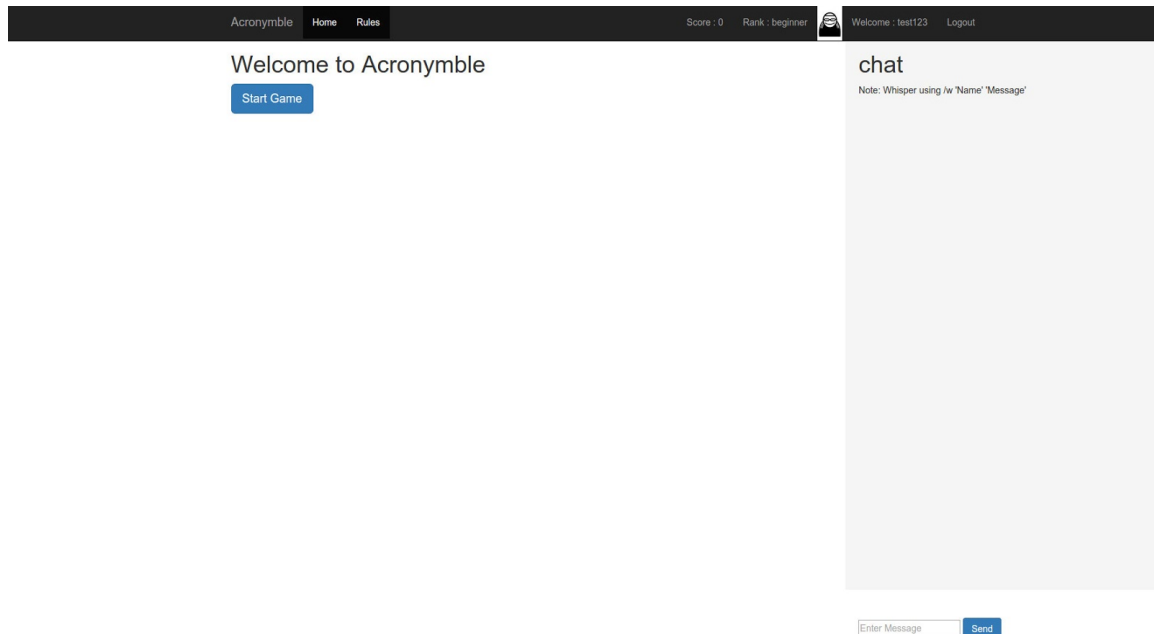 Acronymble Home Rules Score : 0 Rank : beginner Welcome : test123 Logout
Welcome to Acronymble
Start Game
chat
Note: Whisper using /w 'Name' 'Message'
Enter Message Send